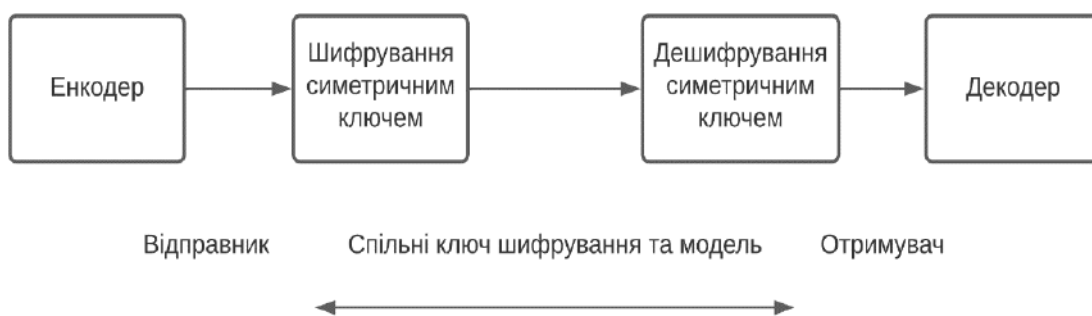 Енкодер
Шифрування
симетричним
ключем
Дешифрування
симетричним
ключем
Декодер
Відправник
Спільні ключ шифрування та модель
Отримувач